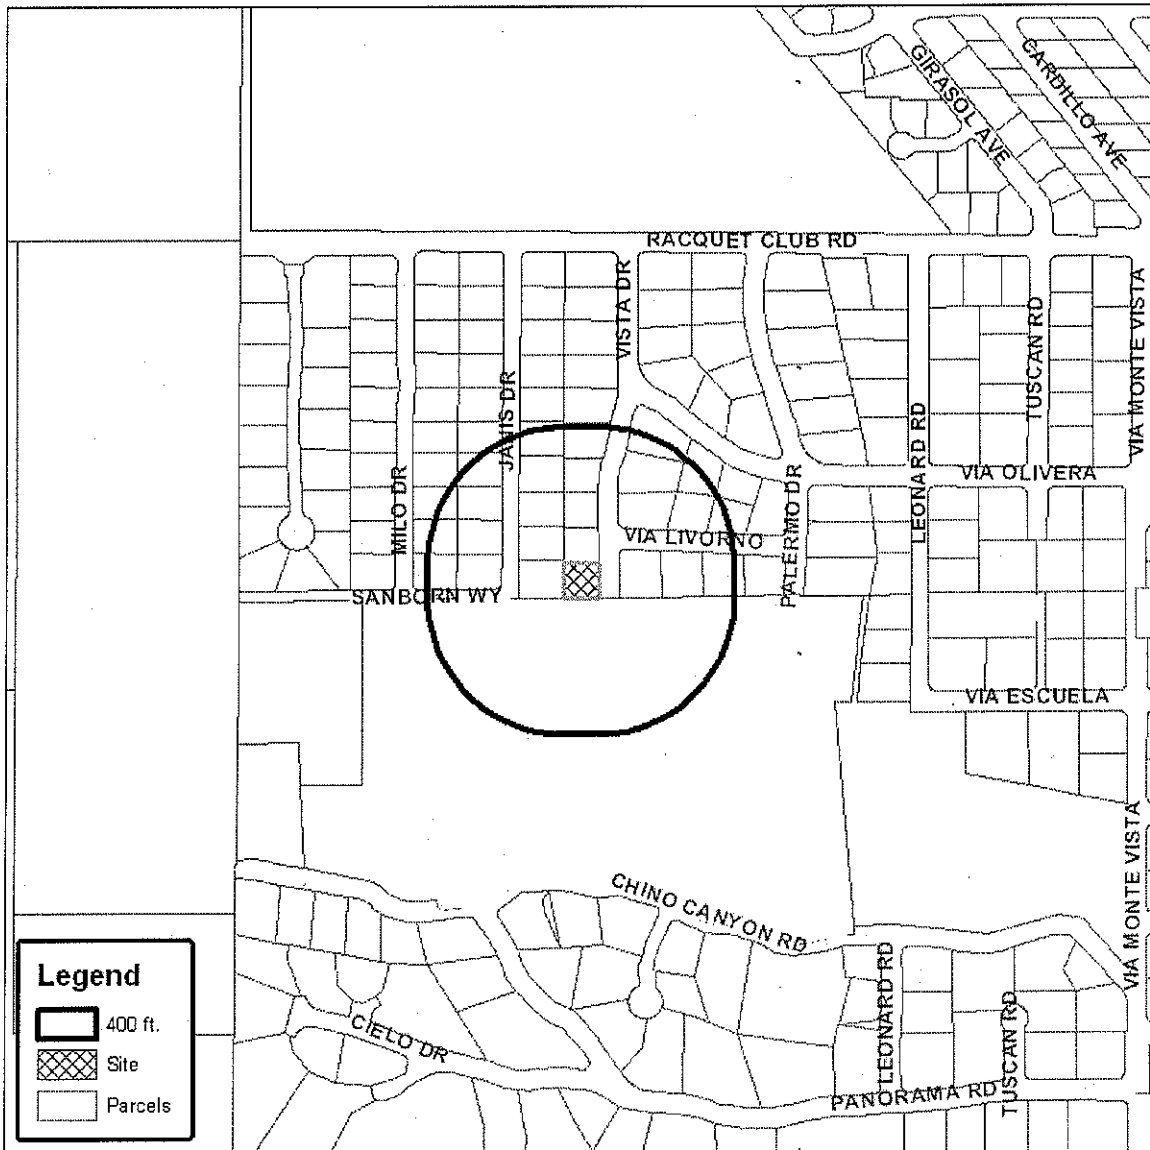 GIRASOL AVE
CARDILLO AVE
RACQUET CLUB RD
VISTA DR
TUSCAN RD
VIA MONTE VISTA
JANIS DR
MILO DR
LEONARD RD
PALERMO DR
VIA OLIVERA
VIA LIVORNO
SANBORN WY
VIA ESCUELA
VIA MONTE VISTA
CHINO CANYON RD
LEONARD RD
TUSCAN RD
CIELO DR
PANORAMA RD
Legend
400 ft.
Site
Parcels